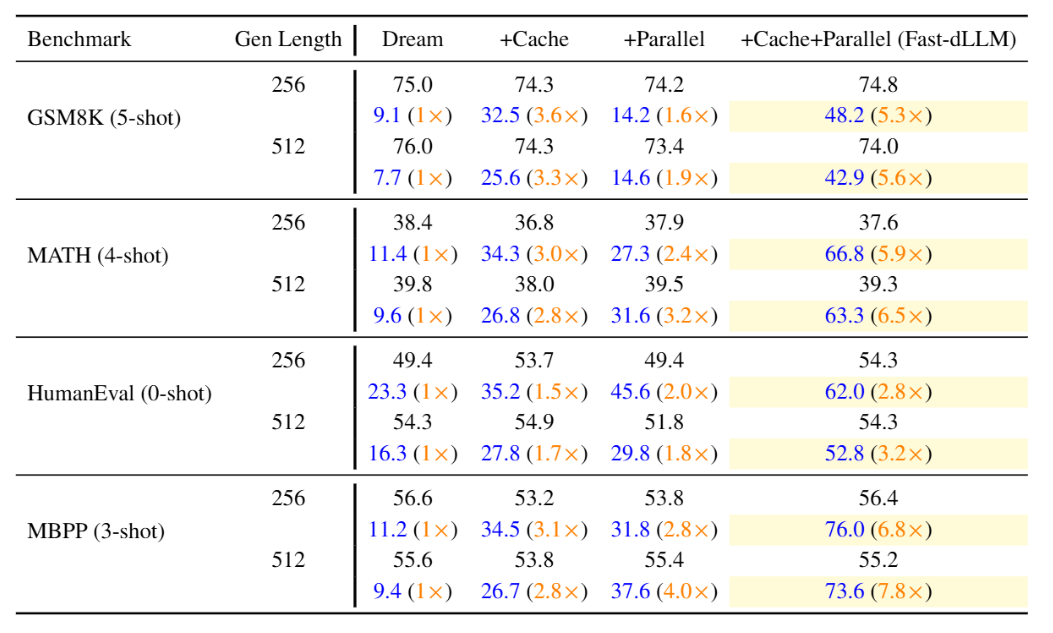 Benchmark Gen Length Dream +Cache +Parallel +Cache+Parallel (Fast-dLLM)
256 75.0 74.3 74.2 74.8
GSM8K (5-shot) 9.1 (1×) 32.5 (3.6×) 14.2 (1.6×) 48.2 (5.3×)
512 76.0 74.3 73.4 74.0
7.7 (1×) 25.6 (3.3×) 14.6 (1.9×) 42.9 (5.6×)
256 38.4 36.8 37.9 37.6
MATH (4-shot) 11.4 (1×) 34.3 (3.0×) 27.3 (2.4×) 66.8 (5.9×)
512 39.8 38.0 39.5 39.3
9.6 (1×) 26.8 (2.8×) 31.6 (3.2×) 63.3 (6.5×)
256 49.4 53.7 49.4 54.3
HumanEval (0-shot) 23.3 (1×) 35.2 (1.5×) 45.6 (2.0×) 62.0 (2.8×)
512 54.3 54.9 51.8 54.3
16.3 (1×) 27.8 (1.7×) 29.8 (1.8×) 52.8 (3.2×)
256 56.6 53.2 53.8 56.4
MBPP (3-shot) 11.2 (1×) 34.5 (3.1×) 31.8 (2.8×) 76.0 (6.8×)
512 55.6 53.8 55.4 55.2
9.4 (1×) 26.7 (2.8×) 37.6 (4.0×) 73.6 (7.8×)